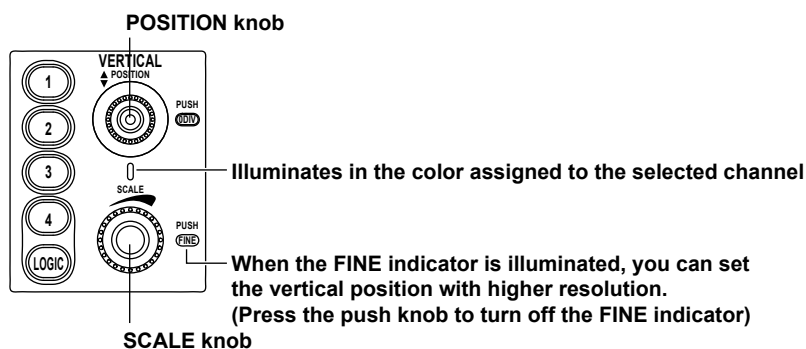 POSITION knob
VERTICAL
POSITION
1
PUSH
0DIV
2
3
Illuminates in the color assigned to the selected channel
SCALE
4
PUSH
FINE
LOGIC
When the FINE indicator is illuminated, you can set
the vertical position with higher resolution.
(Press the push knob to turn off the FINE indicator)
SCALE knob